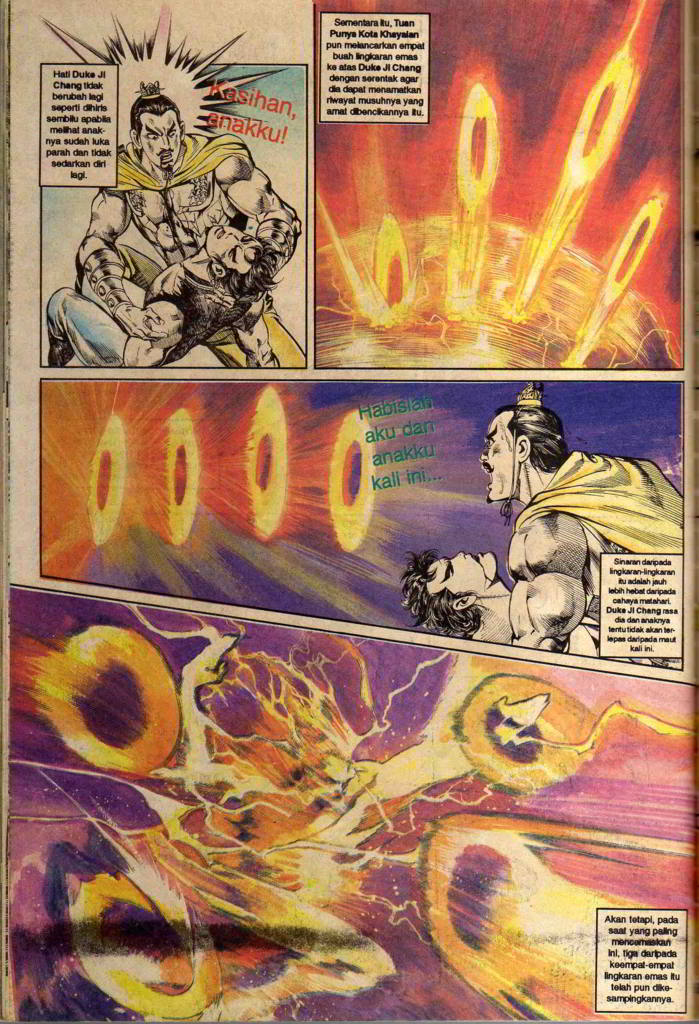 Hati Duke JI
Chang tidak
berubah lagi
seperti dihiris
sembilu apabila
melihat anak-
nya sudah luka
parah dan tidak
sedarkan diri
lagi.
Kasihan,
anakku!
Sementara itu, Tuan
Punya Kota Khayalan
pun melancarkan empat
buah lingkaran emas
ke atas Duke JI Chang
dengan serentak agar
dia dapat menamatkan
riwayat musuhnya yang
amat dibencikannya itu.
Habislah
aku dan
anakku
kali ini...
Sinaran daripada
lingkaran-lingkaran
itu adalah jauh
lebih hebat daripada
cahaya matahari.
Duke JI Chang rasa
dia dan anaknya
tentu tidak akan ter-
lepas daripada maut
kali ini.
Akan tetapi, pada
saat yang paling
mencemaskan
ini, tiga daripada
keempat-empat
lingkaran emas itu
telah pun dike-
sampingkannya.